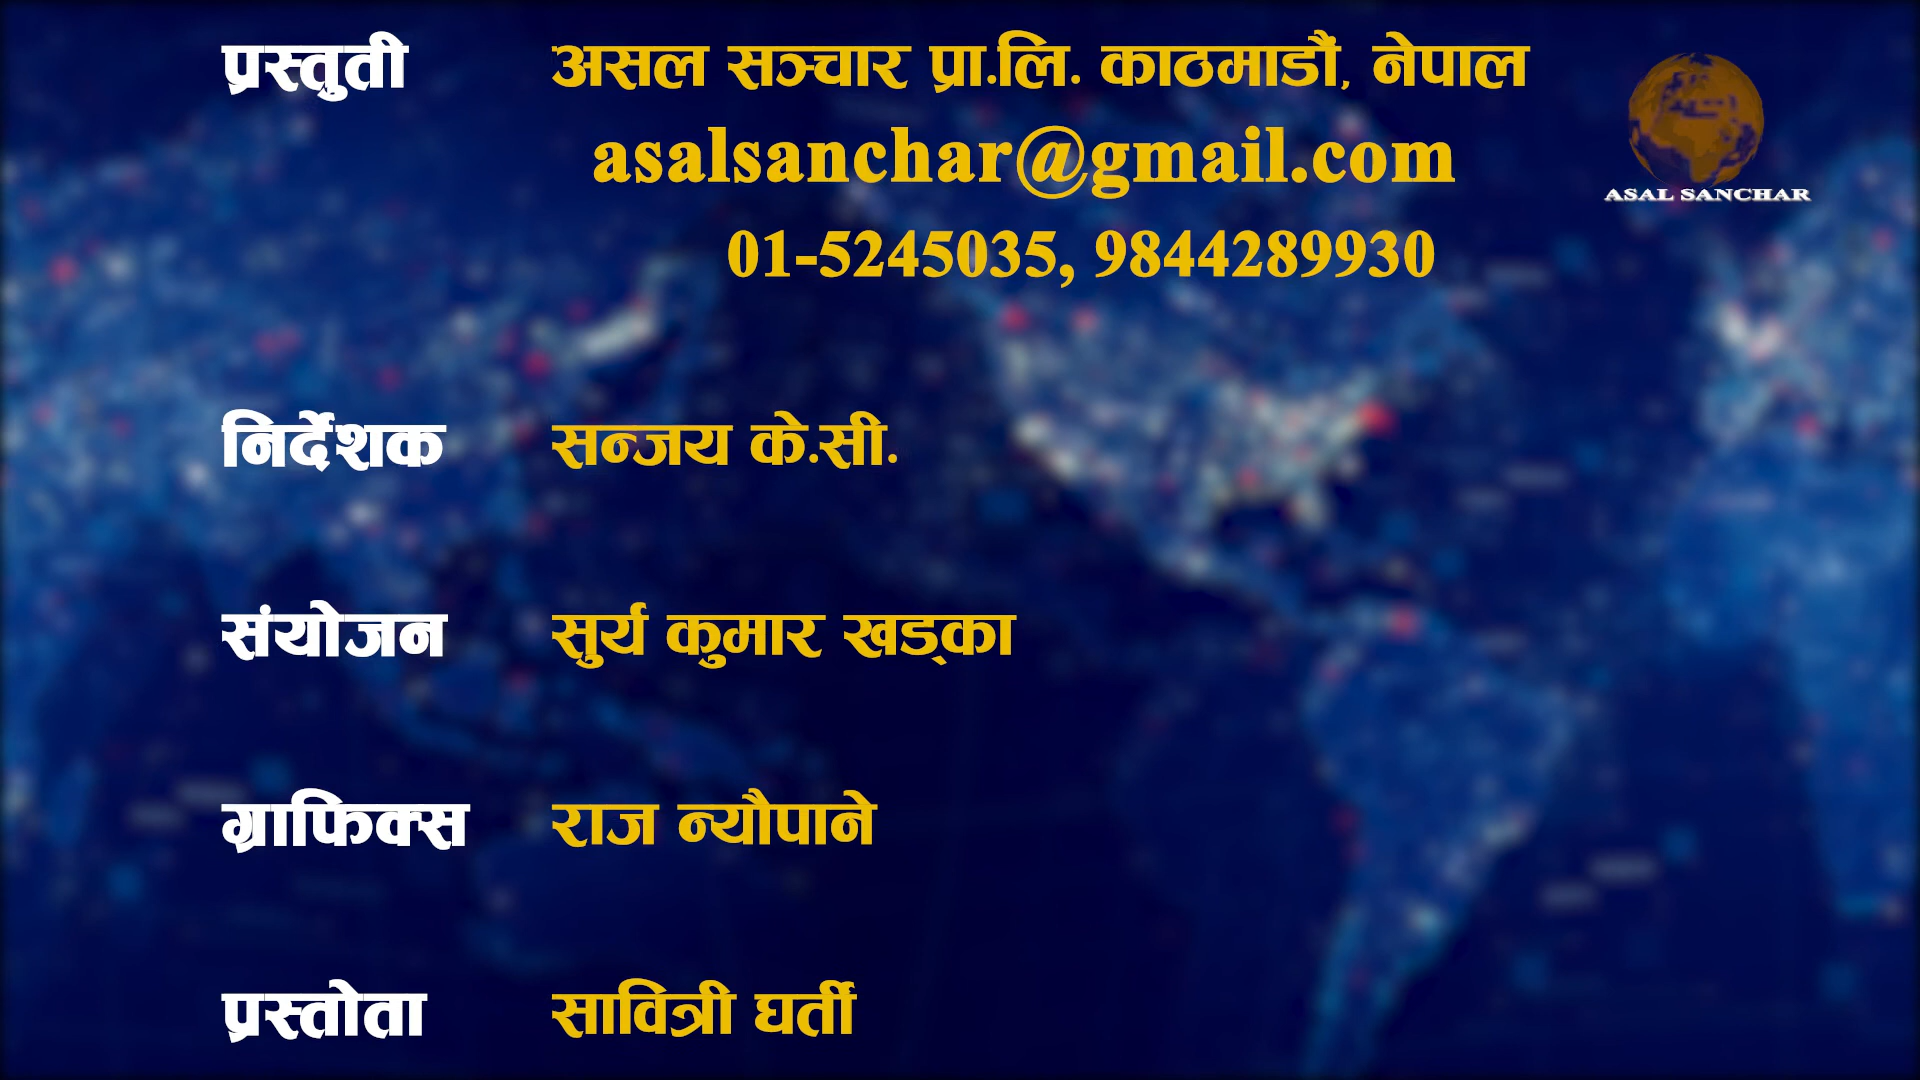 प्रस्तुती असल सञ्चार प्रा.लि. काठमाडौं, नेपाल
asalsanchar@gmail.com
01-5245035, 9844289930
ASAL SANCHAR
निर्देशक सन्जय के.सी.
संयोजन सुर्य कुमार खड्का
ग्राफिक्स राज न्यौपाने
प्रस्तोता सावित्री घर्ती